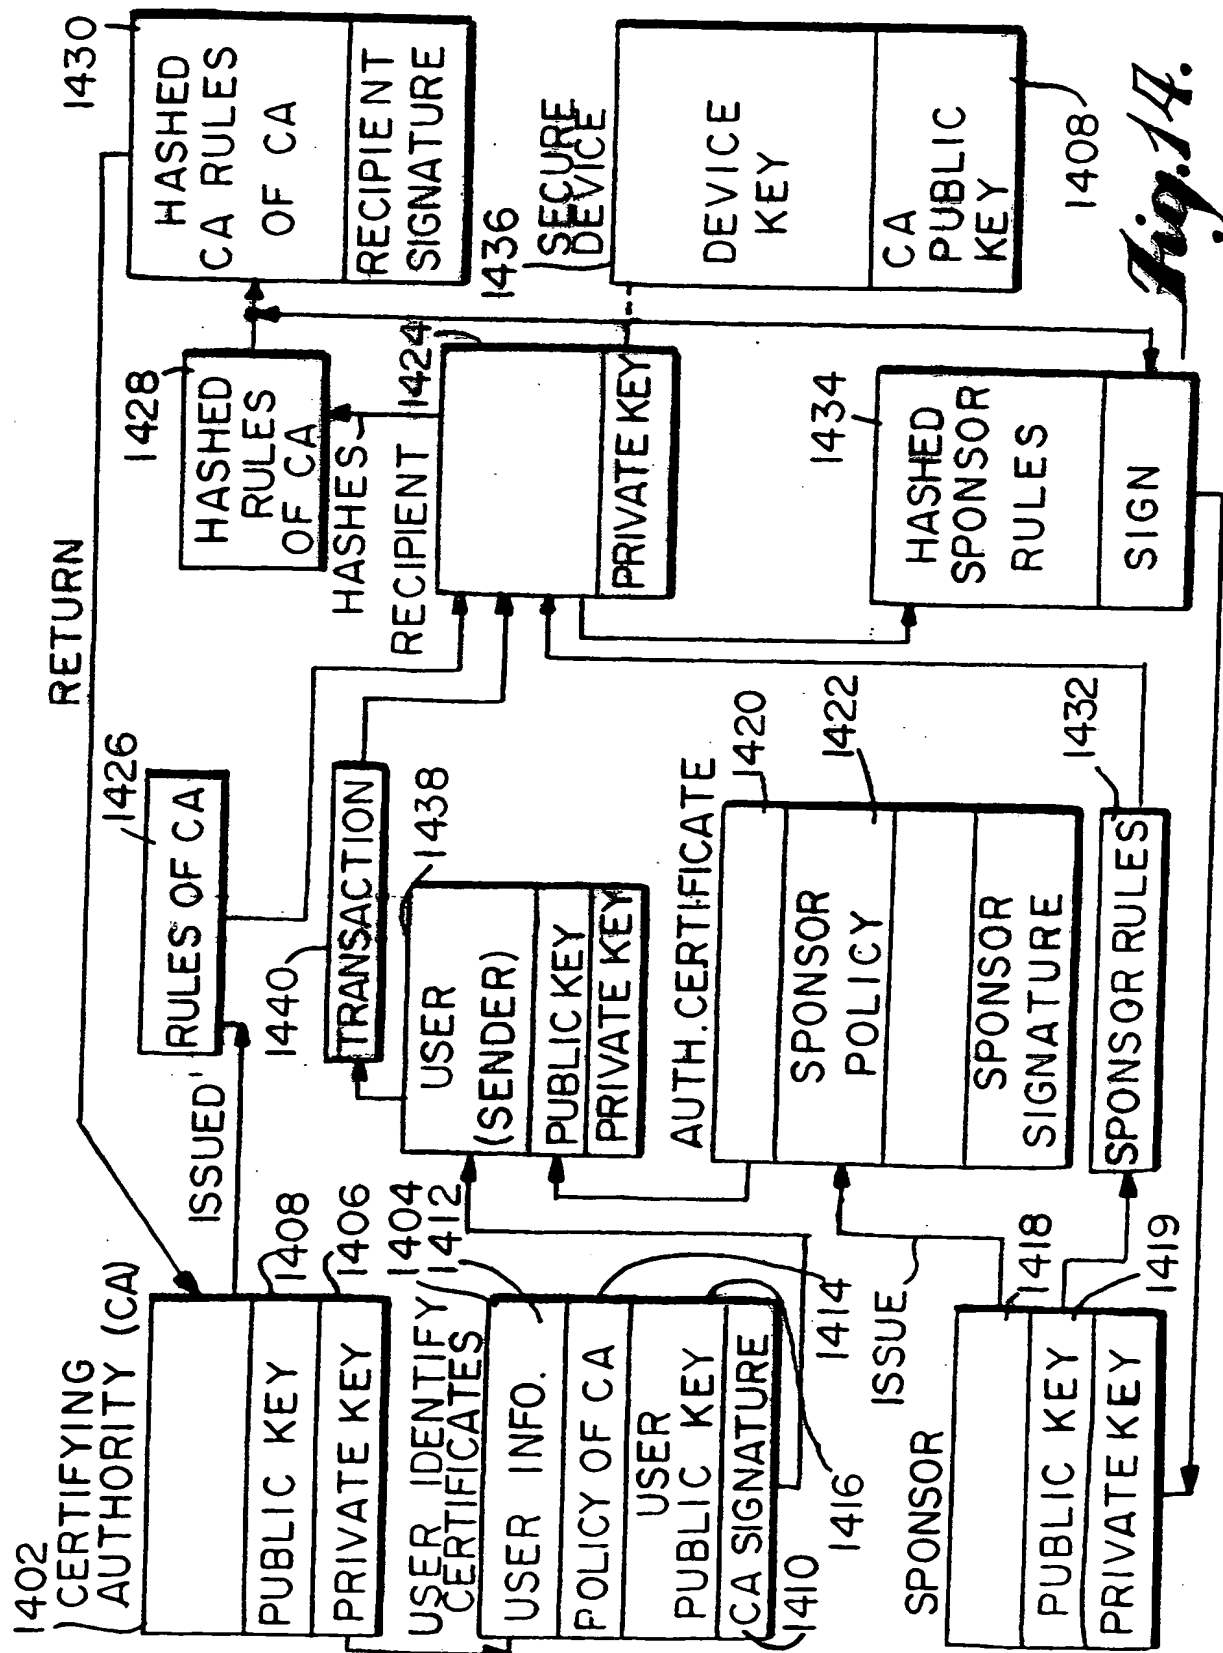 1402
CERTIFYING
AUTHORITY (CA)
PUBLIC KEY
1408
PRIVATE KEY
1406
ISSUED
RETURN
1426
RULES OF CA
1428
HASHED
RULES
OF CA
1430
HASHED
CA RULES
OF CA
RECIPIENT
SIGNATURE
HASHES
USER IDENTIFY
CERTIFICATES
1404
1412
USER INFO.
POLICY OF CA
USER
PUBLIC KEY
CA SIGNATURE
1410
1416
1414
1440
TRANSACTION
1438
USER
(SENDER)
PUBLIC KEY
PRIVATE KEY
RECIPIENT
1424
PRIVATE KEY
1436
SECURE
DEVICE
DEVICE
KEY
CA
PUBLIC
KEY
1408
AUTH. CERTIFICATE
1420
SPONSOR
POLICY
1422
SPONSOR
SIGNATURE
SPONSOR RULES
1432
ISSUE
SPONSOR
1418
PUBLIC KEY
1419
PRIVATE KEY
1434
HASHED
SPONSOR
RULES
SIGN
Fig. 14.